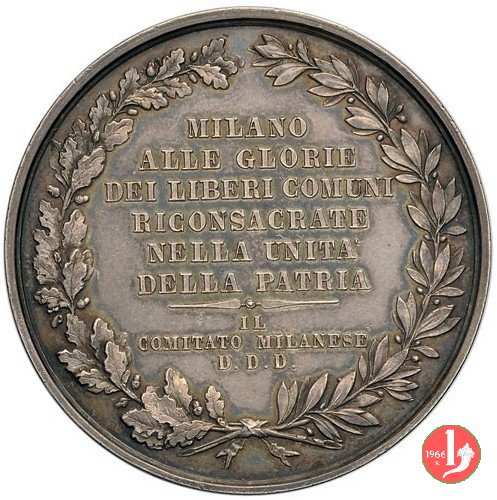 MILANO
ALLE GLORIE
DEI LIBERI COMUNI
RICONSACRATE
NELLA UNITA'
DELLA PATRIA
IL
COMITATO MILANESE
D. D. D.
1966
R.